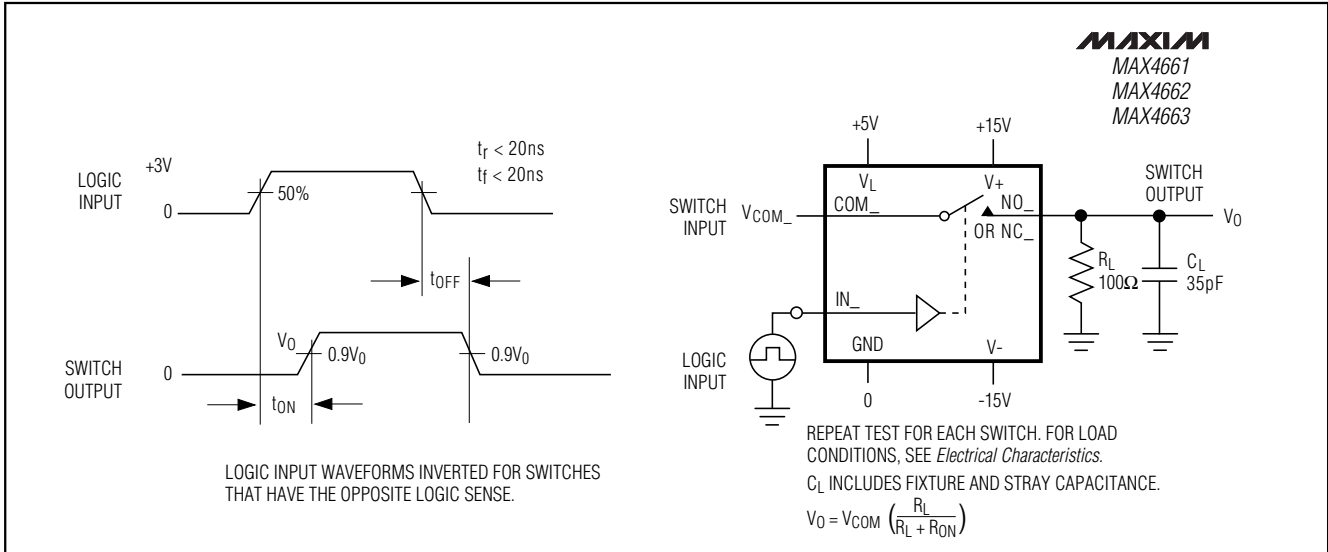 MAXIM
MAX4661
MAX4662
MAX4663
LOGIC
INPUT
+3V
0
50%
tr < 20ns
tf < 20ns
tOFF
SWITCH
OUTPUT
V0
0
0.9V0
0.9V0
tON
LOGIC INPUT WAVEFORMS INVERTED FOR SWITCHES
THAT HAVE THE OPPOSITE LOGIC SENSE.
+5V
+15V
VL
V+
SWITCH
INPUT
VCOM_
COM_
NO_
OR NC_
SWITCH
OUTPUT
V0
RL
100Ω
CL
35pF
IN_
LOGIC
INPUT
GND
V-
0
-15V
REPEAT TEST FOR EACH SWITCH. FOR LOAD
CONDITIONS, SEE Electrical Characteristics.
CL INCLUDES FIXTURE AND STRAY CAPACITANCE.
V0 = VCOM (RL / RL + RON)